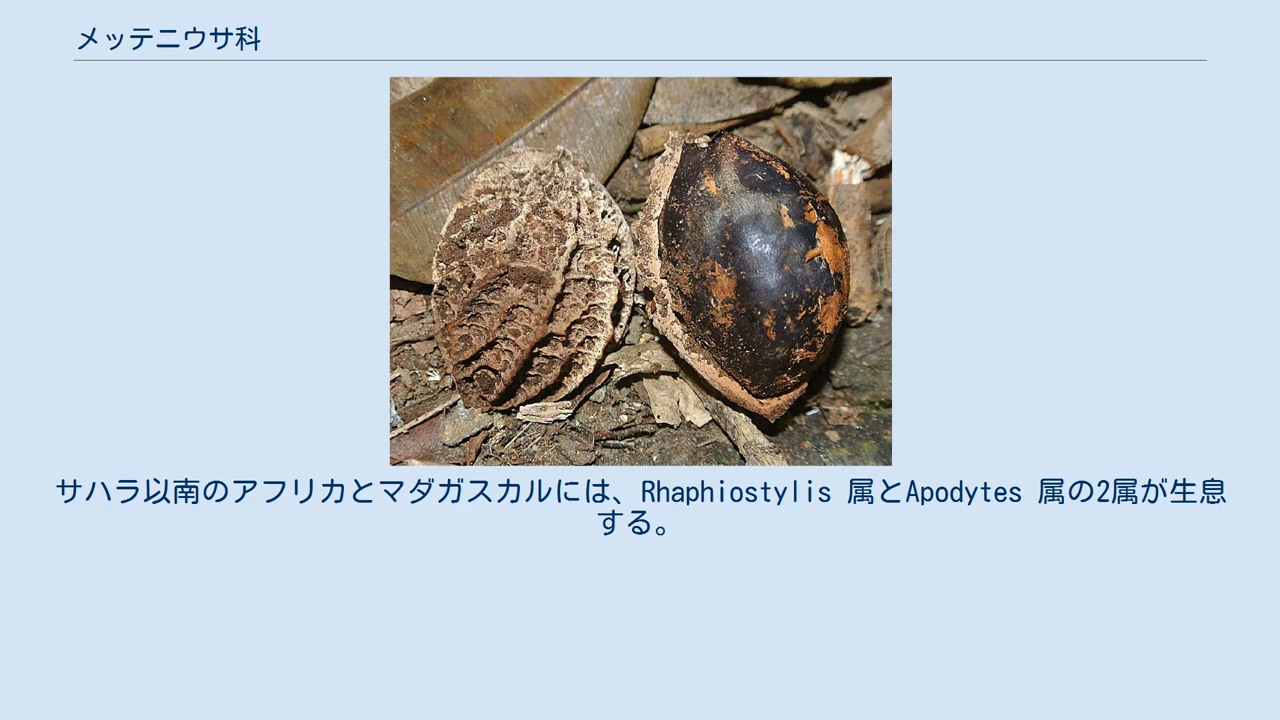 メッテニウサ科
サハラ以南のアフリカとマダガスカルには、Rhaphiostylis 属とApodytes 属の2属が生息
する。